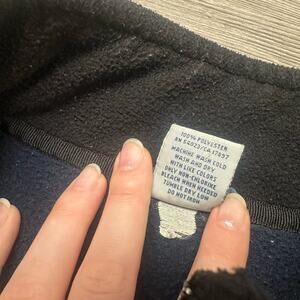 100% POLYESTER
RN 54023/CA 17897
MACHINE WASH COLD
WASH AND DRY
WITH LIKE COLORS
ONLY NON-CHLORINE
BLEACH WHEN NEEDED
TUMBLE DRY LOW
DO NOT IRON